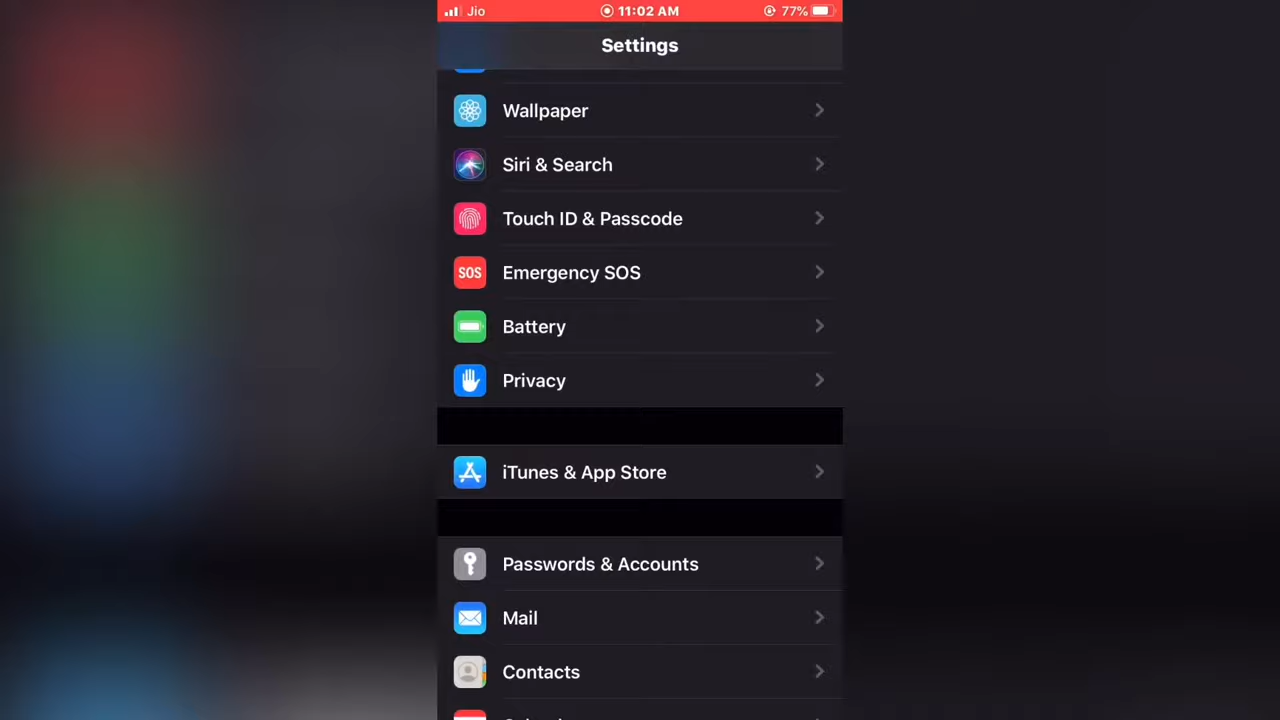 Jio 11:02 AM 77%
Settings
Wallpaper
Siri & Search
Touch ID & Passcode
SOS Emergency SOS
Battery
Privacy
iTunes & App Store
Passwords & Accounts
Mail
Contacts